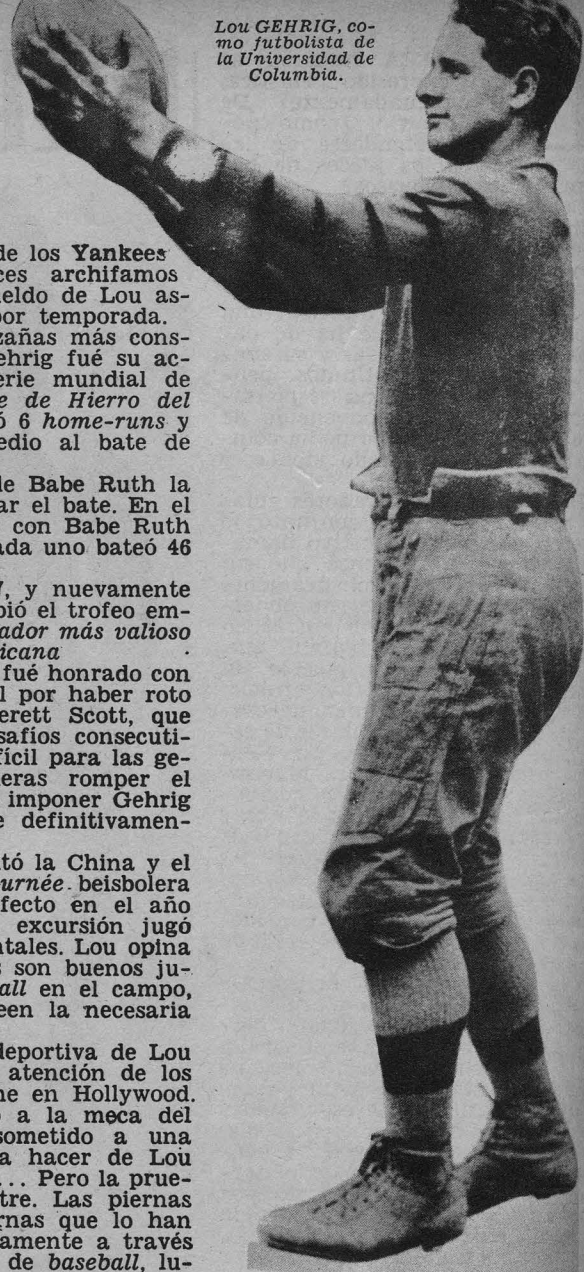 Lou GEHRIG, co-
mo futbolista de
la Universidad de
Columbia.
de los Yankees
ces archifamos
eldo de Lou as-
por temporada.
zañas más cons-
ehrig fué su ac-
erie mundial de
e de Hierro del
ó 6 home-runs y
edio al bate de
de Babe Ruth la
ar el bate. En el
con Babe Ruth
ada uno bateó 46
7, y nuevamente
bió el trofeo em-
ador más valioso
icana
fué honrado con
l por haber roto
erett Scott, que
safíos consecuti-
fícil para las ge-
eras romper el
imponer Gehrig
e definitivamen-
tó la China y el
urnée beisbolera
fecto en el año
excursión jugó
ntales. Lou opina
s son buenos ju-
all en el campo,
een la necesaria
deportiva de Lou
atención de los
ne en Hollywood.
o a la meca del
sometido a una
a hacer de Lou
... Pero la prue-
tre. Las piernas
rnas que lo han
amente a través
de baseball, lu-